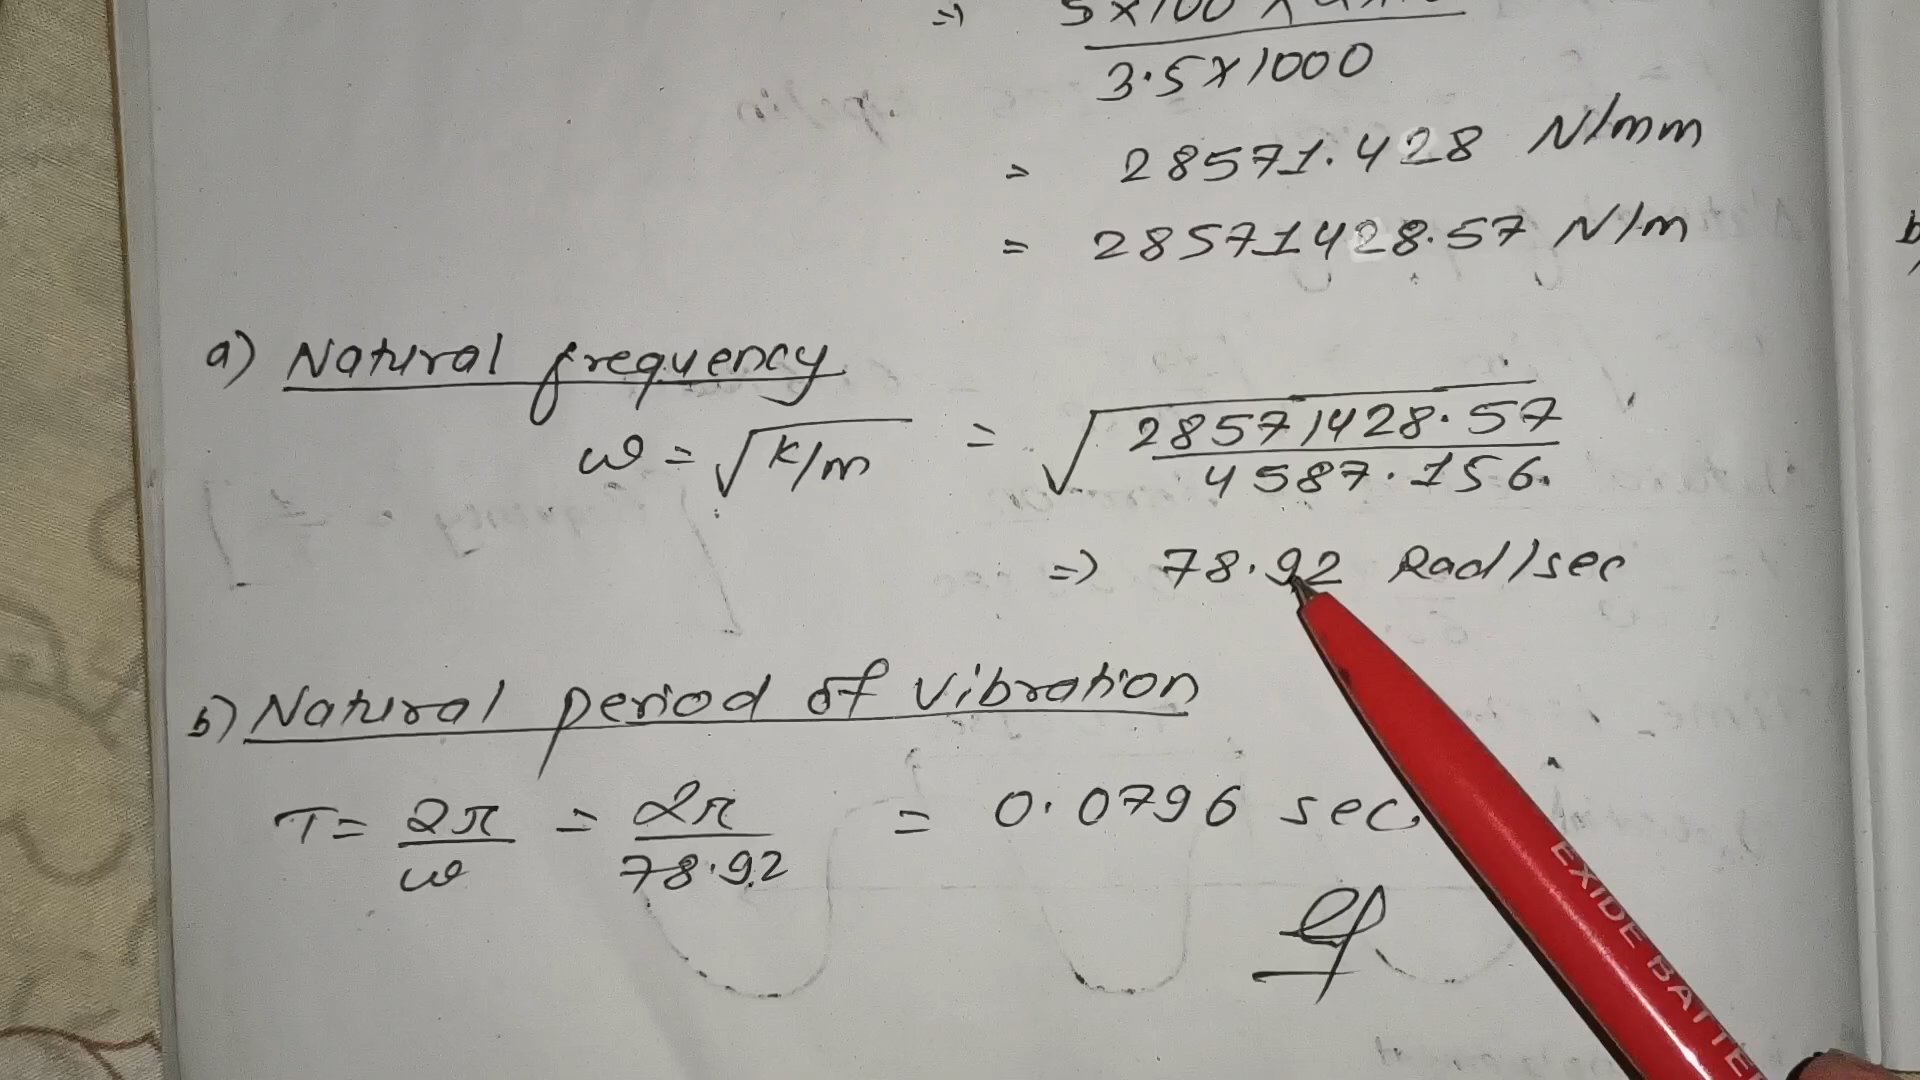 =>
3.5×1000
= 28571.428 N/mm
= 28571428.57 N/m
a) Natural frequency
ω = √K/m = √28571428.57
4587.156.
=> 78.92 Rad/sec
b) Natural period of Vibration
T = 2π = 2π = 0.0796 sec.
ω 78.92
EXIDE BATTE